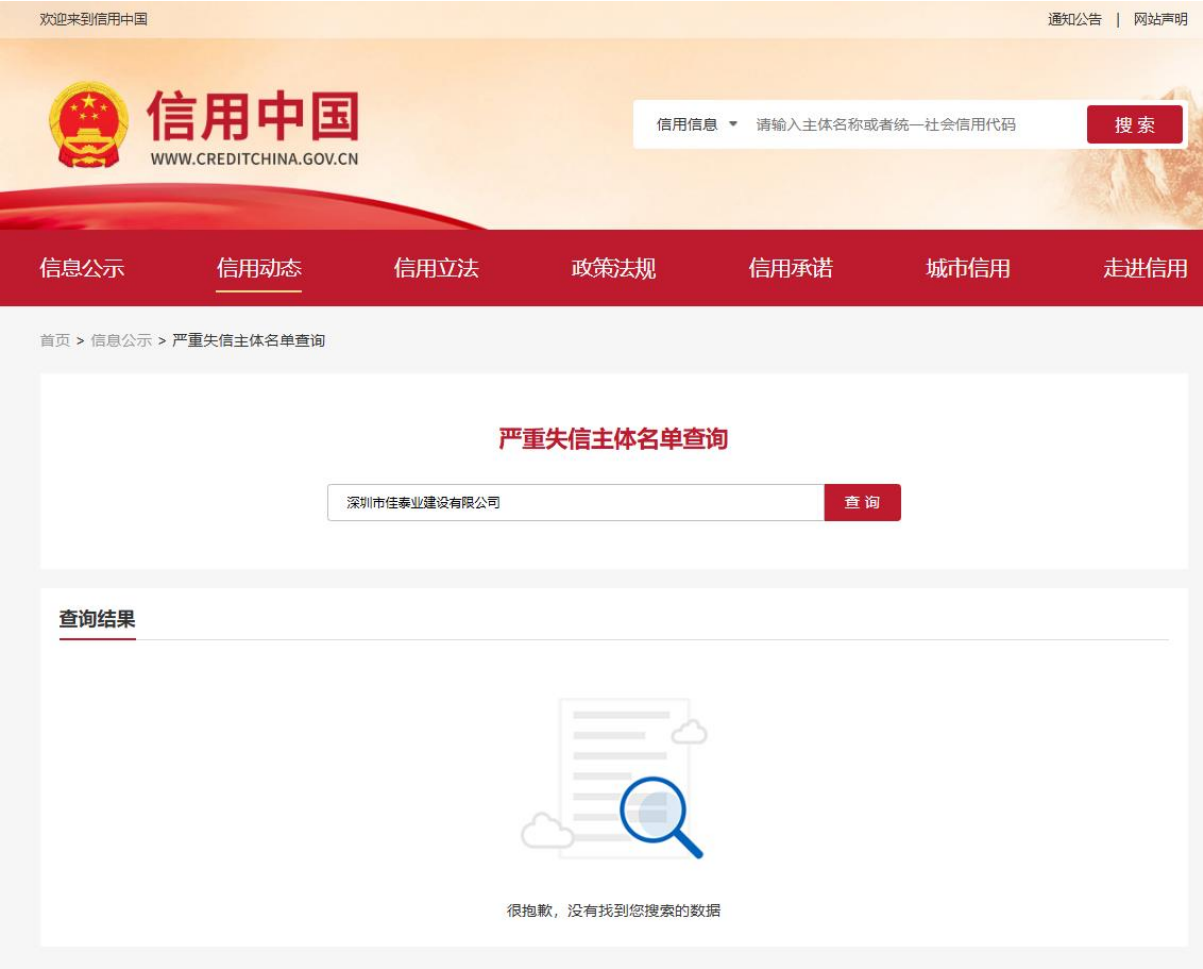 欢迎来到信用中国
通知公告 | 网站声明
信用中国
WWW.CREDITCHINA.GOV.CN
信用信息 请输入主体名称或者统一社会信用代码 搜索
信息公示 信用动态 信用立法 政策法规 信用承诺 城市信用 走进信用
首页 > 信息公示 > 严重失信主体名单查询
严重失信主体名单查询
深圳市佳泰业建设有限公司 查询
查询结果
很抱歉，没有找到您搜索的数据